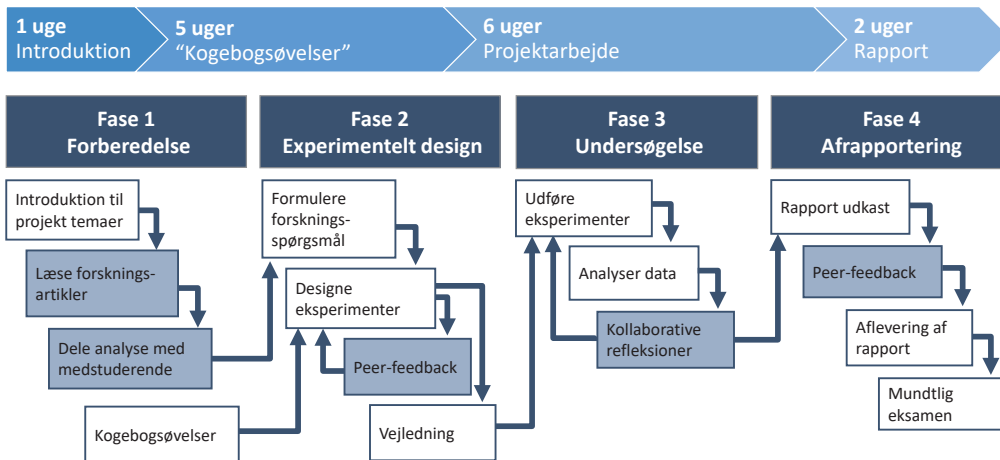 1 uge
Introduktion
5 uger
“Kogebogsøvelser”
6 uger
Projektarbejde
2 uger
Rapport
Fase 1
Forberedelse
Introduktion til
projekt temaer
Læse forsknings-
artikler
Dele analyse med
medstuderende
Kogebogsøvelser
Fase 2
Experimentelt design
Formulere
forsknings-
spørgsmål
Designe
eksperimenter
Peer-feedback
Vejledning
Fase 3
Undersøgelse
Udføre
eksperimenter
Analyser data
Kollaborative
refleksioner
Fase 4
Afrapportering
Rapport udkast
Peer-feedback
Aflevering af
rapport
Mundtlig
eksamen